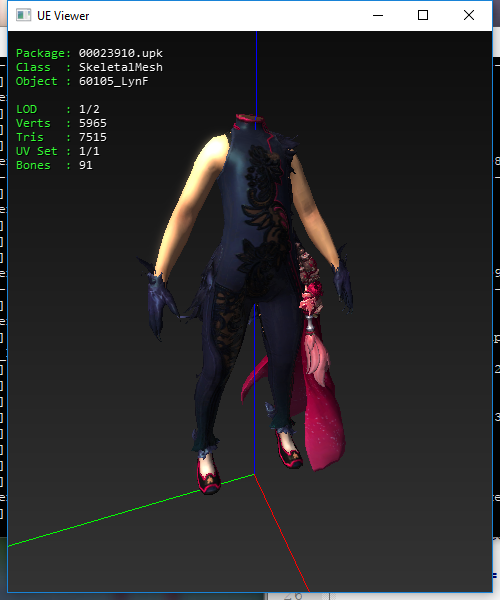 UE Viewer
Package: 00023910.upk
Class  : SkeletalMesh
Object : 60105_LynF
LOD    : 1/2
Verts  : 5965
Tris   : 7515
UV Set : 1/1
Bones  : 91